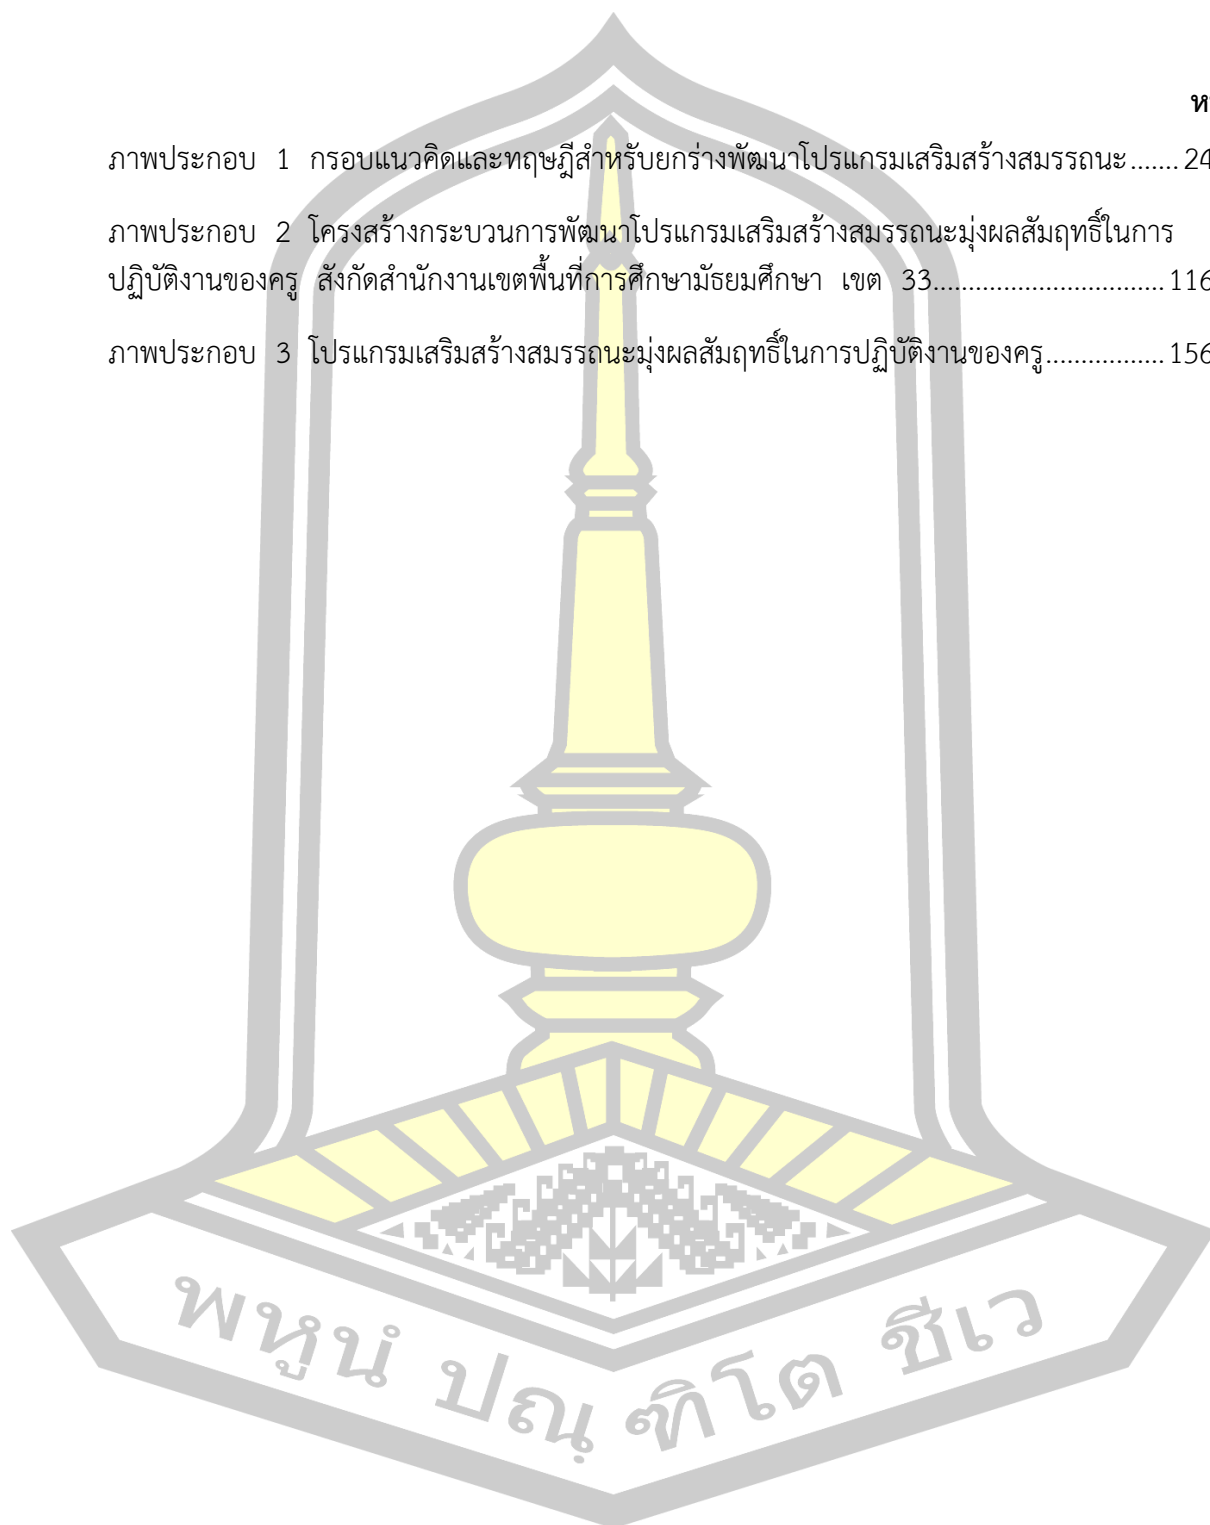 ภาพประกอบ 1 กรอบแนวคิดและทฤษฎีสำหรับยกร่างพัฒนาโปรแกรมเสริมสร้างสมรรถนะ....... 24
ภาพประกอบ 2 โครงสร้างกระบวนการพัฒนาโปรแกรมเสริมสร้างสมรรถนะมุ่งผลสัมฤทธิ์ในการ
ปฏิบัติงานของครู สังกัดสำนักงานเขตพื้นที่การศึกษามัธยมศึกษา เขต 33................................. 116
ภาพประกอบ 3 โปรแกรมเสริมสร้างสมรรถนะมุ่งผลสัมฤทธิ์ในการปฏิบัติงานของครู................. 156
พหูนํ ปณฺฑิโต ชีเว